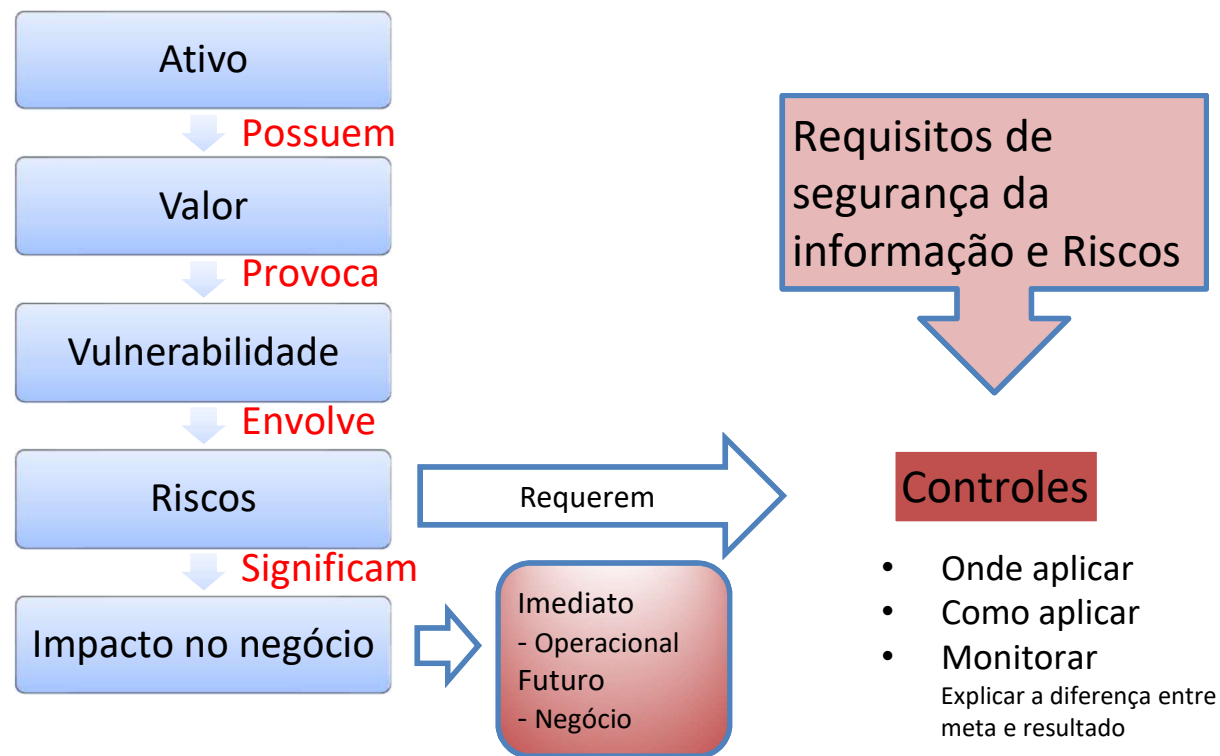 Ativo
Possuem
Valor
Provoca
Vulnerabilidade
Envolve
Riscos
Significam
Impacto no negócio
Requerem
Imediato
- Operacional
Futuro
- Negócio
Requisitos de
segurança da
informação e Riscos
Controles
• Onde aplicar
• Como aplicar
• Monitorar
Explicar a diferença entre
meta e resultado